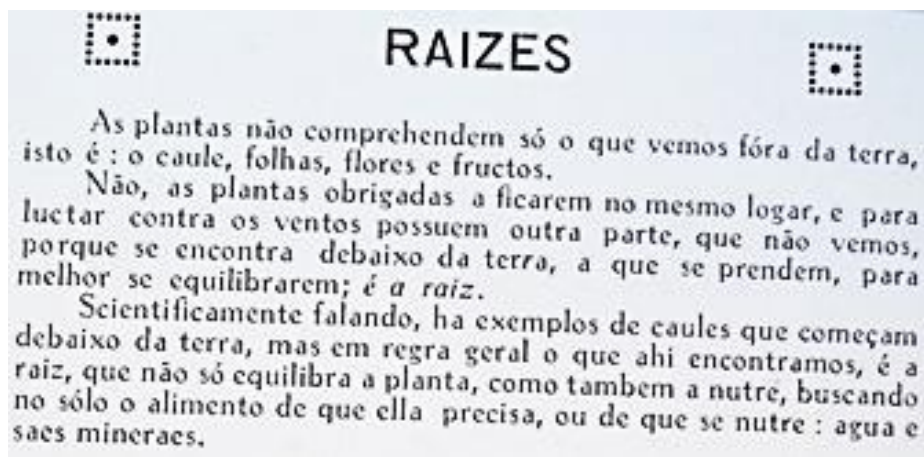 RAIZES
As plantas não comprehendem só o que vemos fóra da terra,
isto é : o caule, folhas, flores e fructos.
Não, as plantas obrigadas a ficarem no mesmo logar, e para
luctar contra os ventos possuem outra parte, que não vemos,
porque se encontra debaixo da terra, a que se prendem, para
melhor se equilibrarem; é a raiz.
Scientificamente falando, ha exemplos de caules que começam
debaixo da terra, mas em regra geral o que ahi encontramos, é a
raiz, que não só equilibra a planta, como tambem a nutre, buscando
no sólo o alimento de que ella precisa, ou de que se nutre : agua e
saes mineraes.